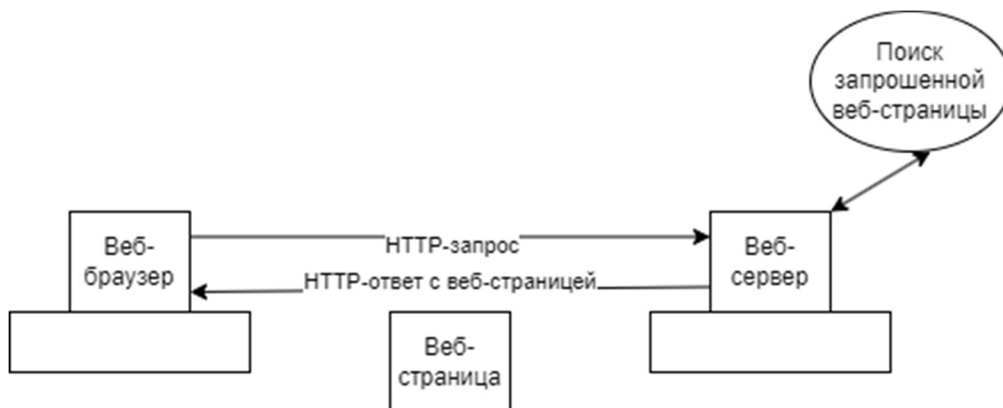 Поиск
запрошенной
веб-страницы
Веб-
браузер
HTTP-запрос
HTTP-ответ с веб-страницей
Веб-
сервер
Веб-
страница